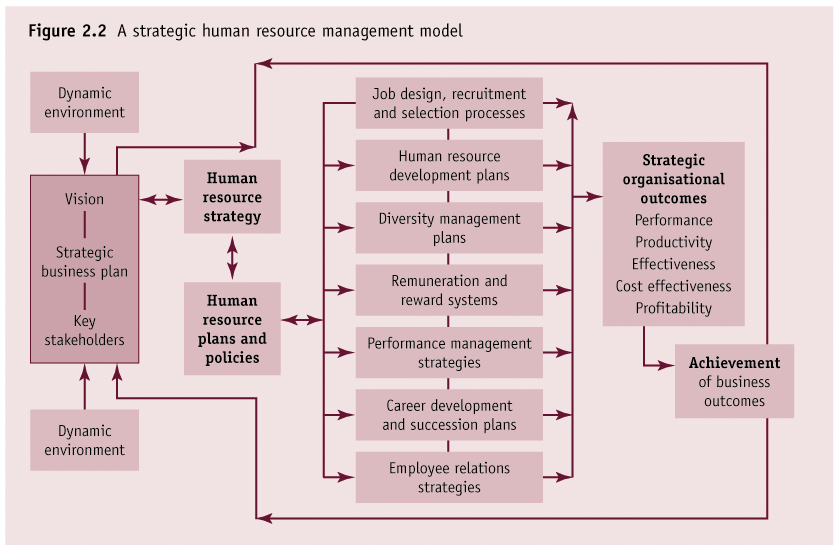 Figure 2.2 A strategic human resource management model
Dynamic
environment
Vision
Strategic
business plan
Key
stakeholders
Dynamic
environment
Human
resource
strategy
Human
resource
plans and
policies
Job design, recruitment
and selection processes
Human resource
development plans
Diversity management
plans
Remuneration and
reward systems
Performance management
strategies
Career development
and succession plans
Employee relations
strategies
Strategic
organisational
outcomes
Performance
Productivity
Effectiveness
Cost effectiveness
Profitability
Achievement
of business
outcomes